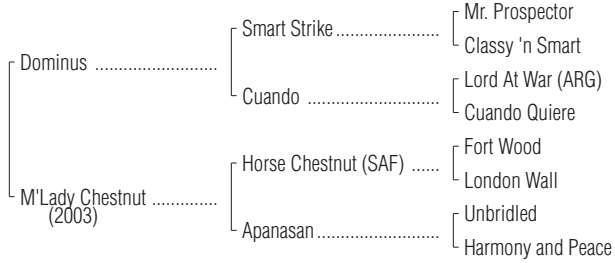 Mr. Prospector
Smart Strike ......................
Classy 'n Smart
Dominus ..........................
Lord At War (ARG)
Cuando ............................
Cuando Quiere
Fort Wood
Horse Chestnut (SAF) ......
London Wall
M'Lady Chestnut ..............
(2003)
Unbridled
Apanasan..........................
Harmony and Peace